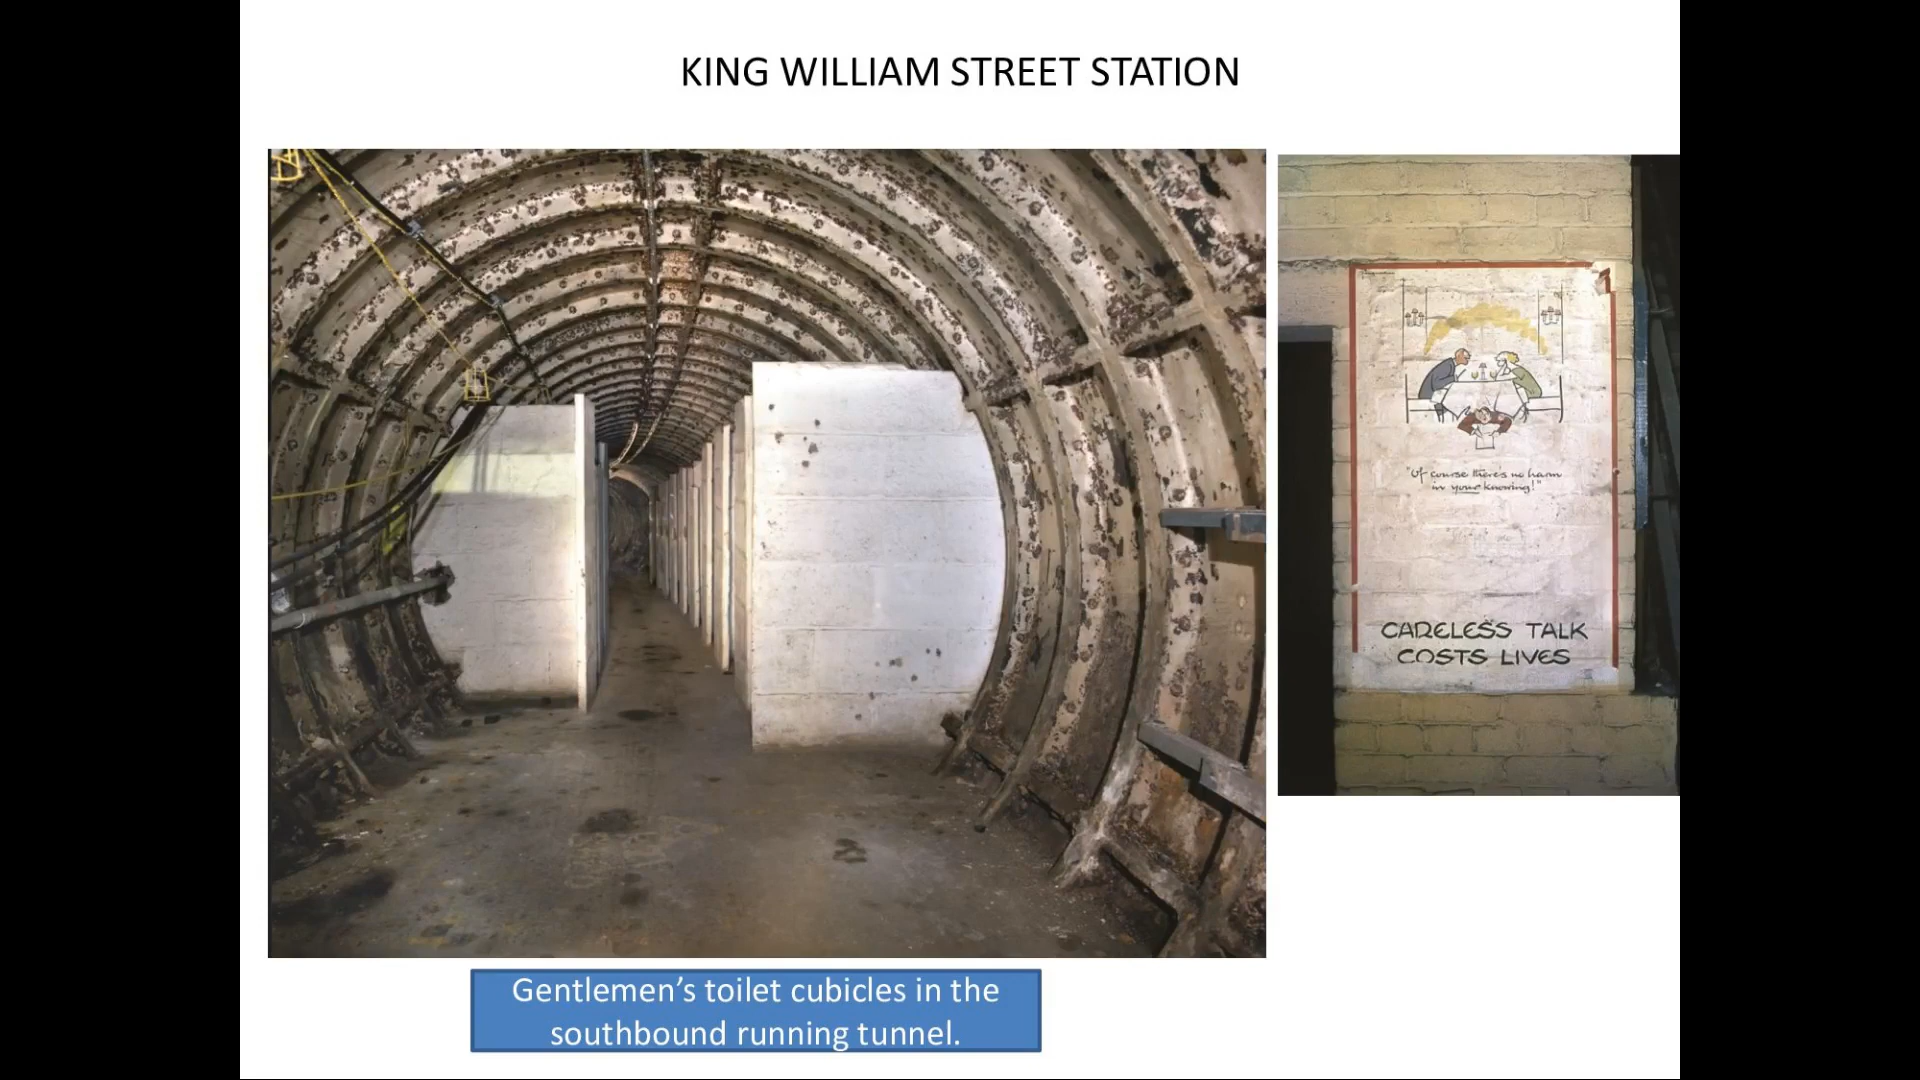 KING WILLIAM STREET STATION
"Of course there's no harm
in your knowing!"
CARELESS TALK
COSTS LIVES
Gentlemen's toilet cubicles in the
southbound running tunnel.